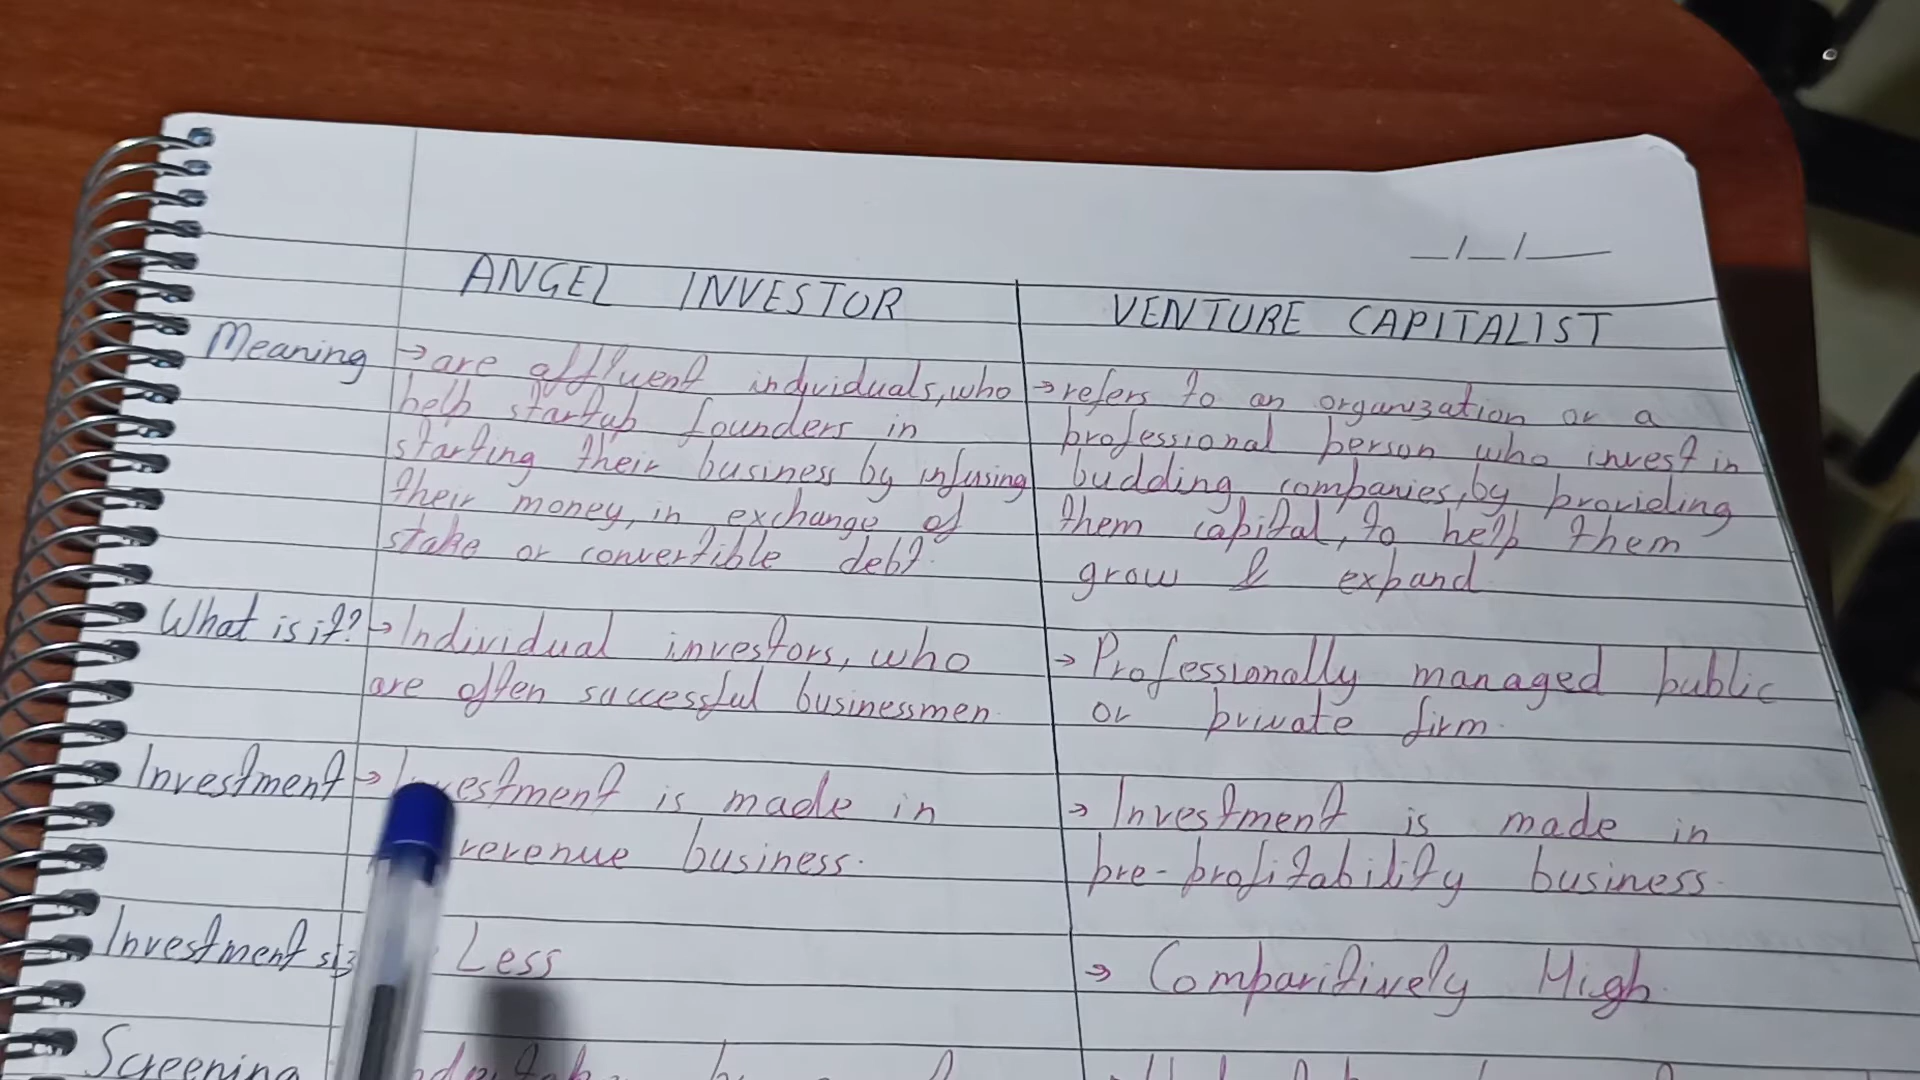 ANGEL INVESTOR VENTURE CAPITALIST
Meaning → are affluent individuals, who
help startup founders in
starting their business by infusing
their money, in exchange of
stake or convertible debt.
→ refers to an organization or a
professional person who invest in
budding companies, by providing
them capital, to help them
grow & expand
What is it? → Individual investors, who
are often successful businessmen.
→ Professionally managed public
or private firm.
Investment → Investment is made in
revenue business.
→ Investment is made in
pre-profitability business.
Investment Less
→ Comparitively High.
Screening